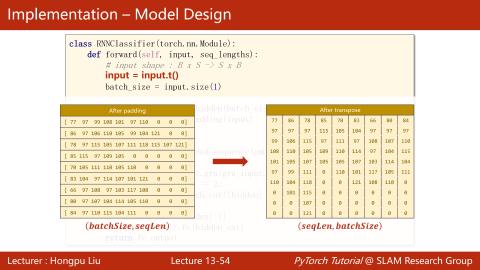 Implementation – Model Design
class RNNClassifier(torch.nn.Module):
def forward(self, input, seq_lengths):
# input shape : B x S -> S x B
input = input.t()
batch_size = input.size(1)
After padding
[ 77 97 99 108 101 97 110 0 0 0]
[ 86 97 106 110 105 99 104 121 0 0]
[ 78 97 115 105 107 111 118 115 107 121]
[ 85 115 97 109 105 0 0 0 0 0]
[ 70 105 111 110 105 110 0 0 0 0]
[ 83 104 97 114 107 101 121 0 0 0]
[ 66 97 108 97 103 117 108 0 0 0]
[ 80 97 107 104 114 105 110 0 0 0]
[ 84 97 110 115 104 111 0 0 0 0]
(batchSize, seqLen)
After transpose
77 86 78 85 70 83 66 80 84
97 97 97 115 105 104 97 97 97
99 106 115 97 111 97 108 107 110
108 110 105 109 110 114 97 104 115
101 105 107 105 105 107 103 114 104
97 99 111 0 110 101 117 105 111
110 104 118 0 0 121 108 110 0
0 121 115 0 0 0 0 0 0
0 0 107 0 0 0 0 0 0
0 0 121 0 0 0 0 0 0
(seqLen, batchSize)
Lecturer : Hongpu Liu
Lecture 13-54
PyTorch Tutorial @ SLAM Research Group